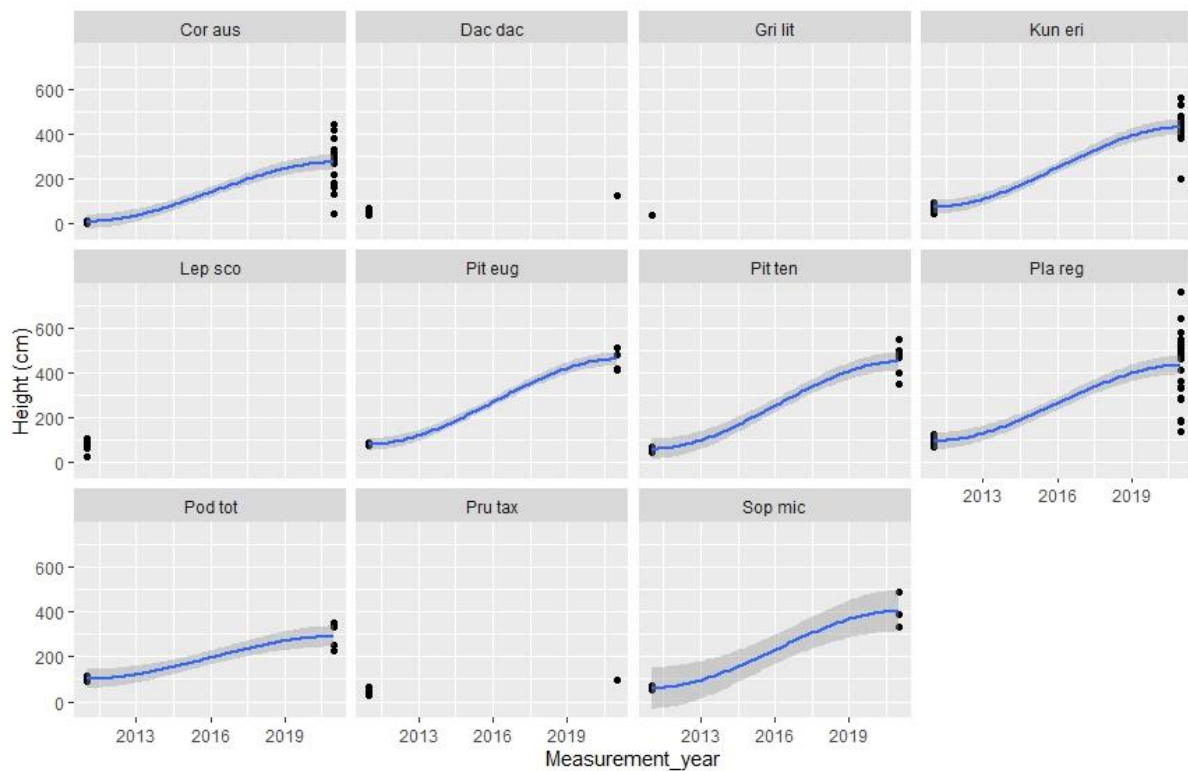 Cor aus Dac dac Gri lit Kun eri
600
400
200
0
Lep sco Pit eug Pit ten Pla reg
600
400
200
0
2013 2016 2019
Pod tot Pru tax Sop mic
600
400
200
0
2013 2016 2019 2013 2016 2019 2013 2016 2019
Height (cm)
Measurement_year